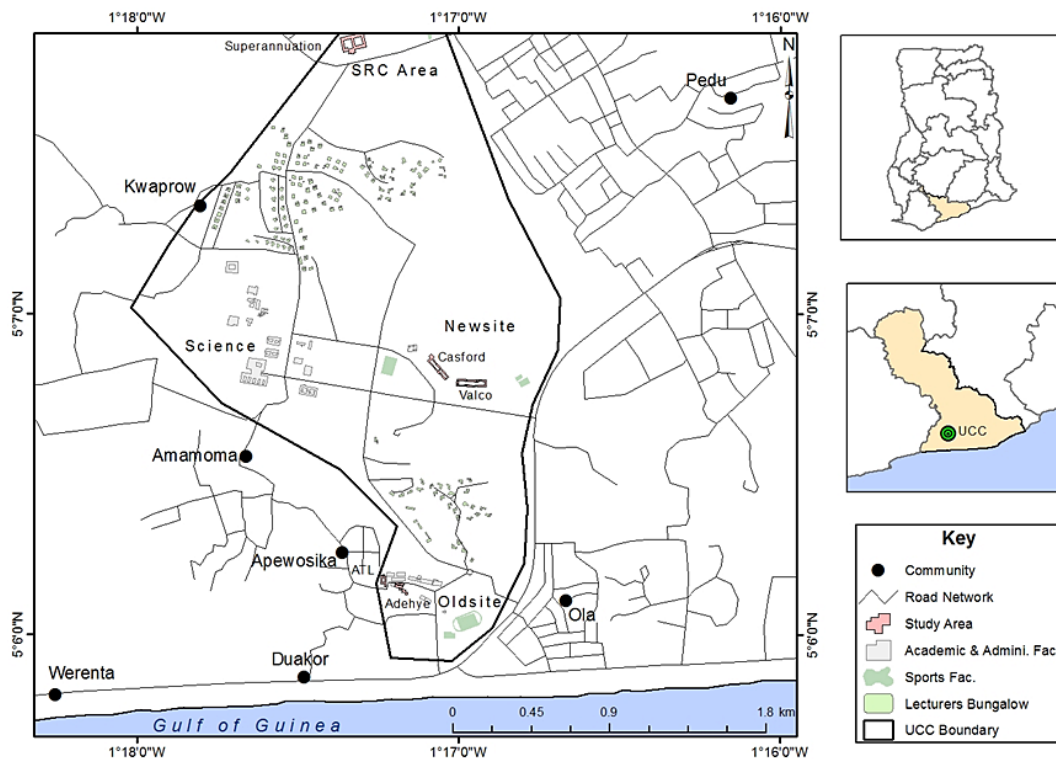 1°18'0"W
1°17'0"W
1°16'0"W
Superannuation
SRC Area
N
Pedu
Kwaprow
5°7'0"N
5°7'0"N
Newsite
Science
Casford
Valco
Amamoma
Apewosika
ATL
Adehye
Oldsite
Ola
5°6'0"N
5°6'0"N
Duakor
Werenta
Gulf of Guinea
0 0.45 0.9 1.8 km
1°18'0"W
1°17'0"W
1°16'0"W
UCC
Key
Community
Road Network
Study Area
Academic & Admini. Fac
Sports Fac.
Lecturers Bungalow
UCC Boundary